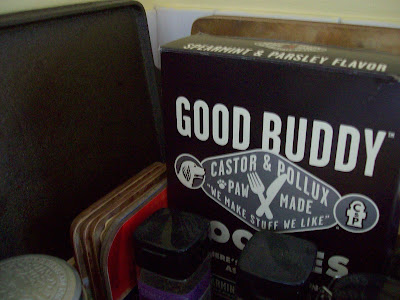 SPEARMINT & PARSLEY FLAVOR
GOOD BUDDY™
CASTOR & POLLUX
PAW MADE
"WE MAKE STUFF WE LIKE"
C&P